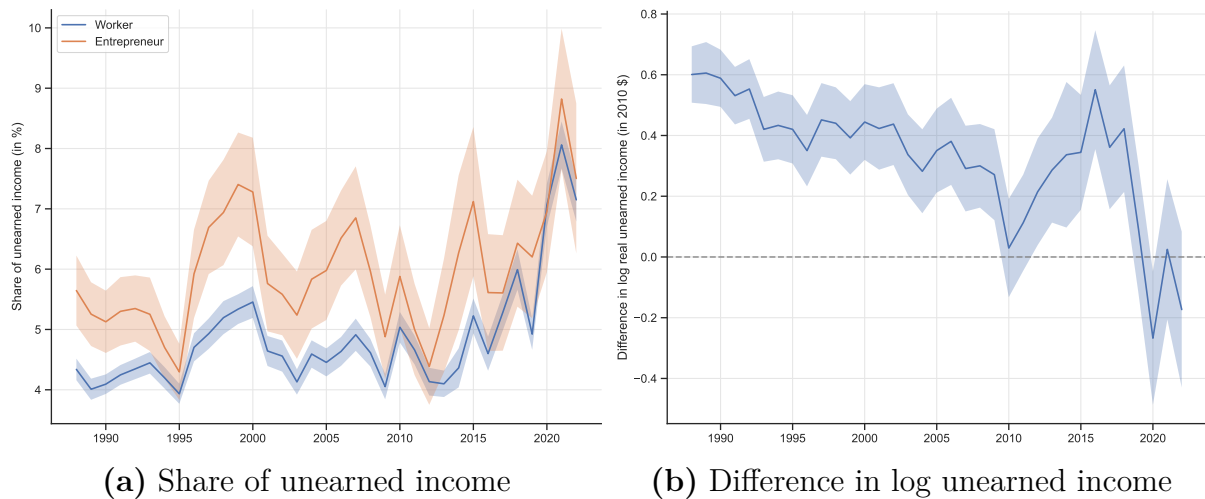 Share of unearned income (in %)
10
9
8
7
6
5
4
Worker
Entrepreneur
1990 1995 2000 2005 2010 2015 2020
(a) Share of unearned income
Difference in log real unearned income (in 2010 $)
0.8
0.6
0.4
0.2
0.0
−0.2
−0.4
1990 1995 2000 2005 2010 2015 2020
(b) Difference in log unearned income